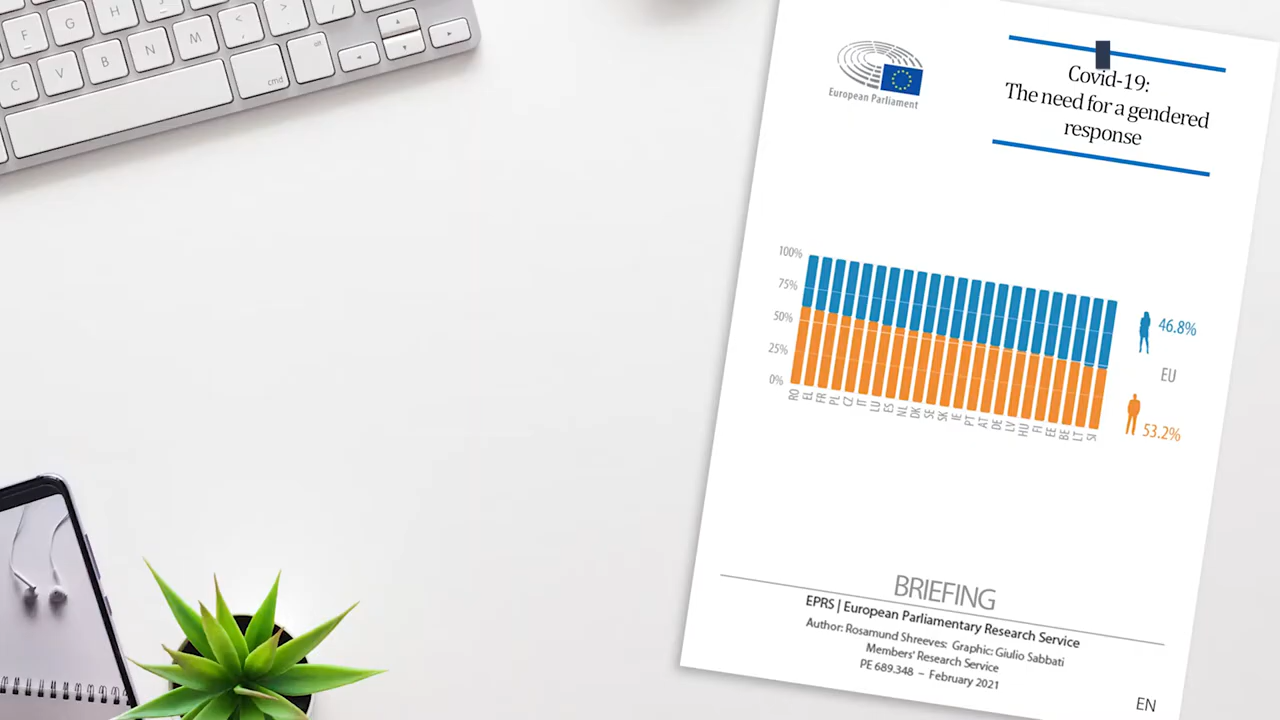 F
G
H
J
K
L
C
V
B
N
M
cmd
European Parliament
Covid-19:
The need for a gendered
response
100%
75%
50%
25%
0%
RO EL FR PL CZ IT LU ES NL DK SE SK IE PT AT DE LV HU FI EE BE LT SI
46.8%
EU
53.2%
BRIEFING
EPRS | European Parliamentary Research Service
Author: Rosamund Shreeves: Graphic: Giulio Sabbati
Members' Research Service
PE 689.348 – February 2021
EN